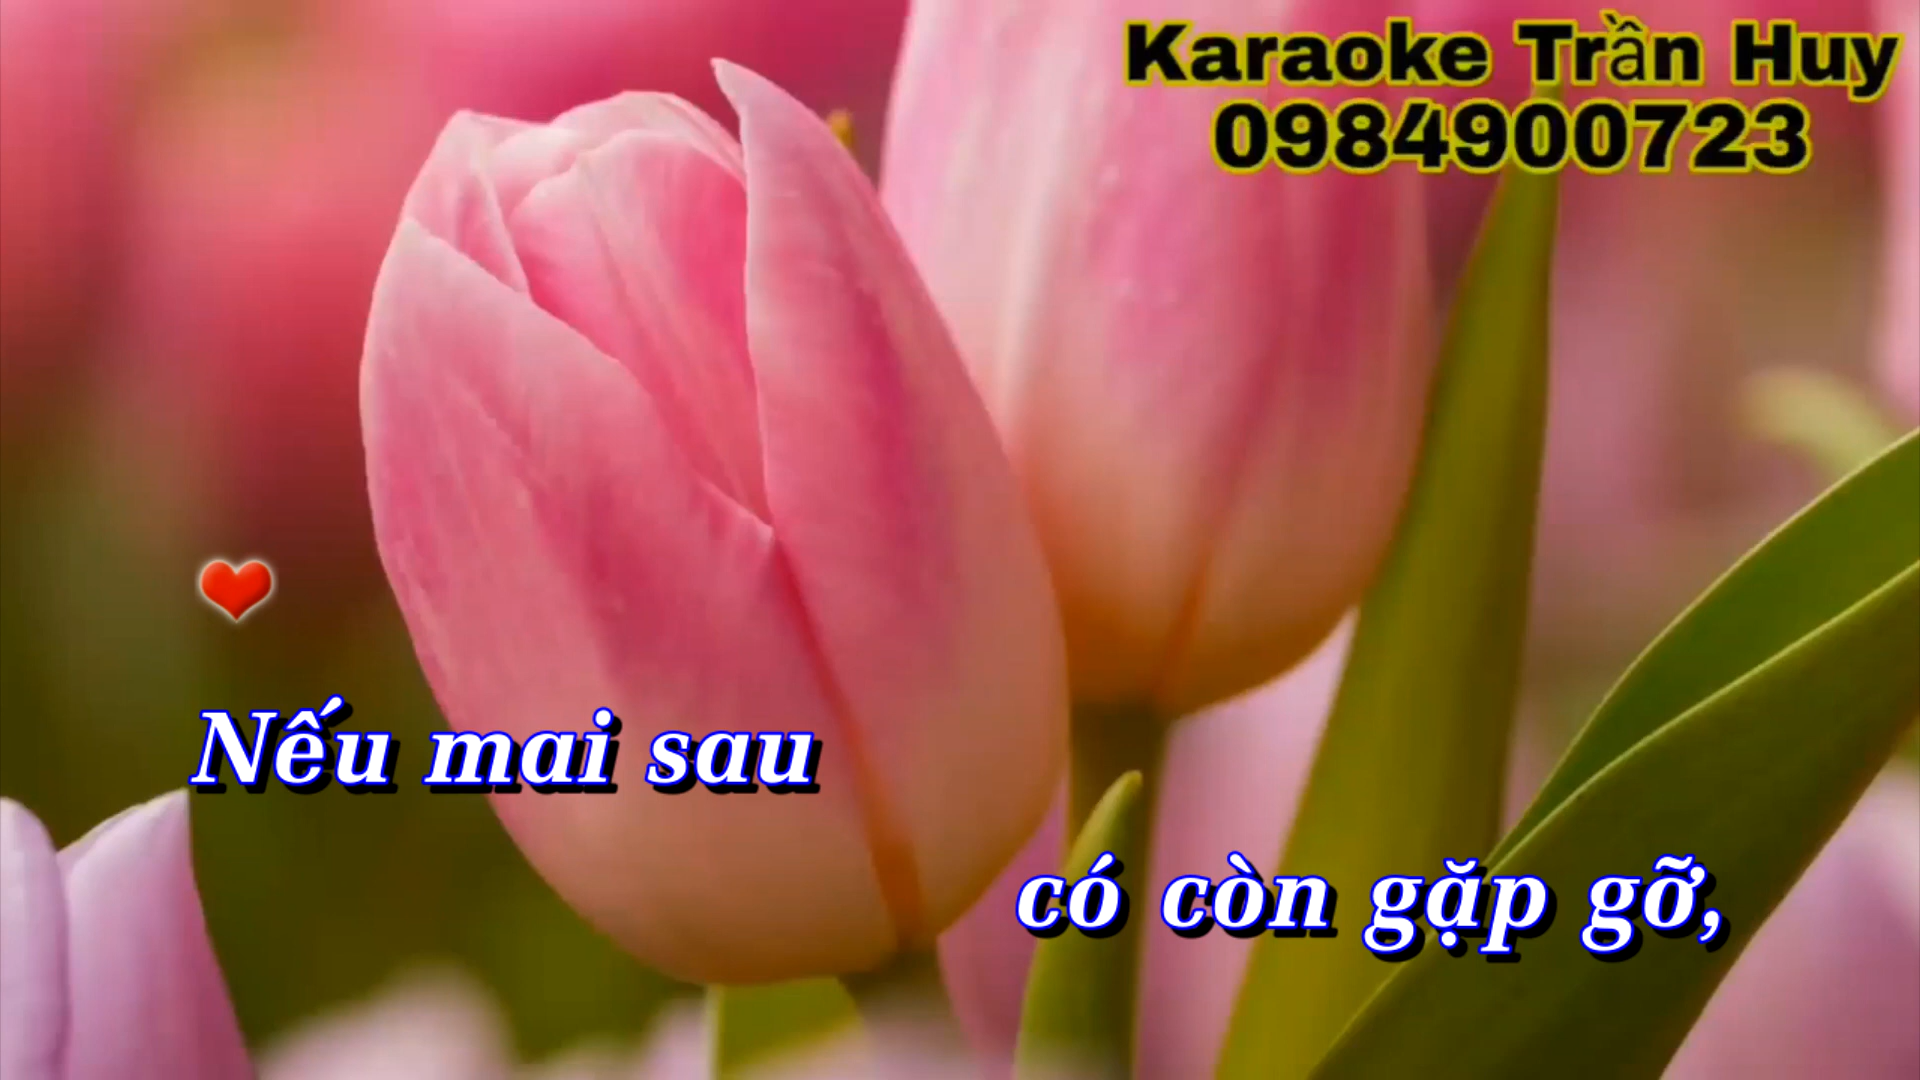 Karaoke Trần Huy
0984900723
Nếu mai sau
có còn gặp gỡ,